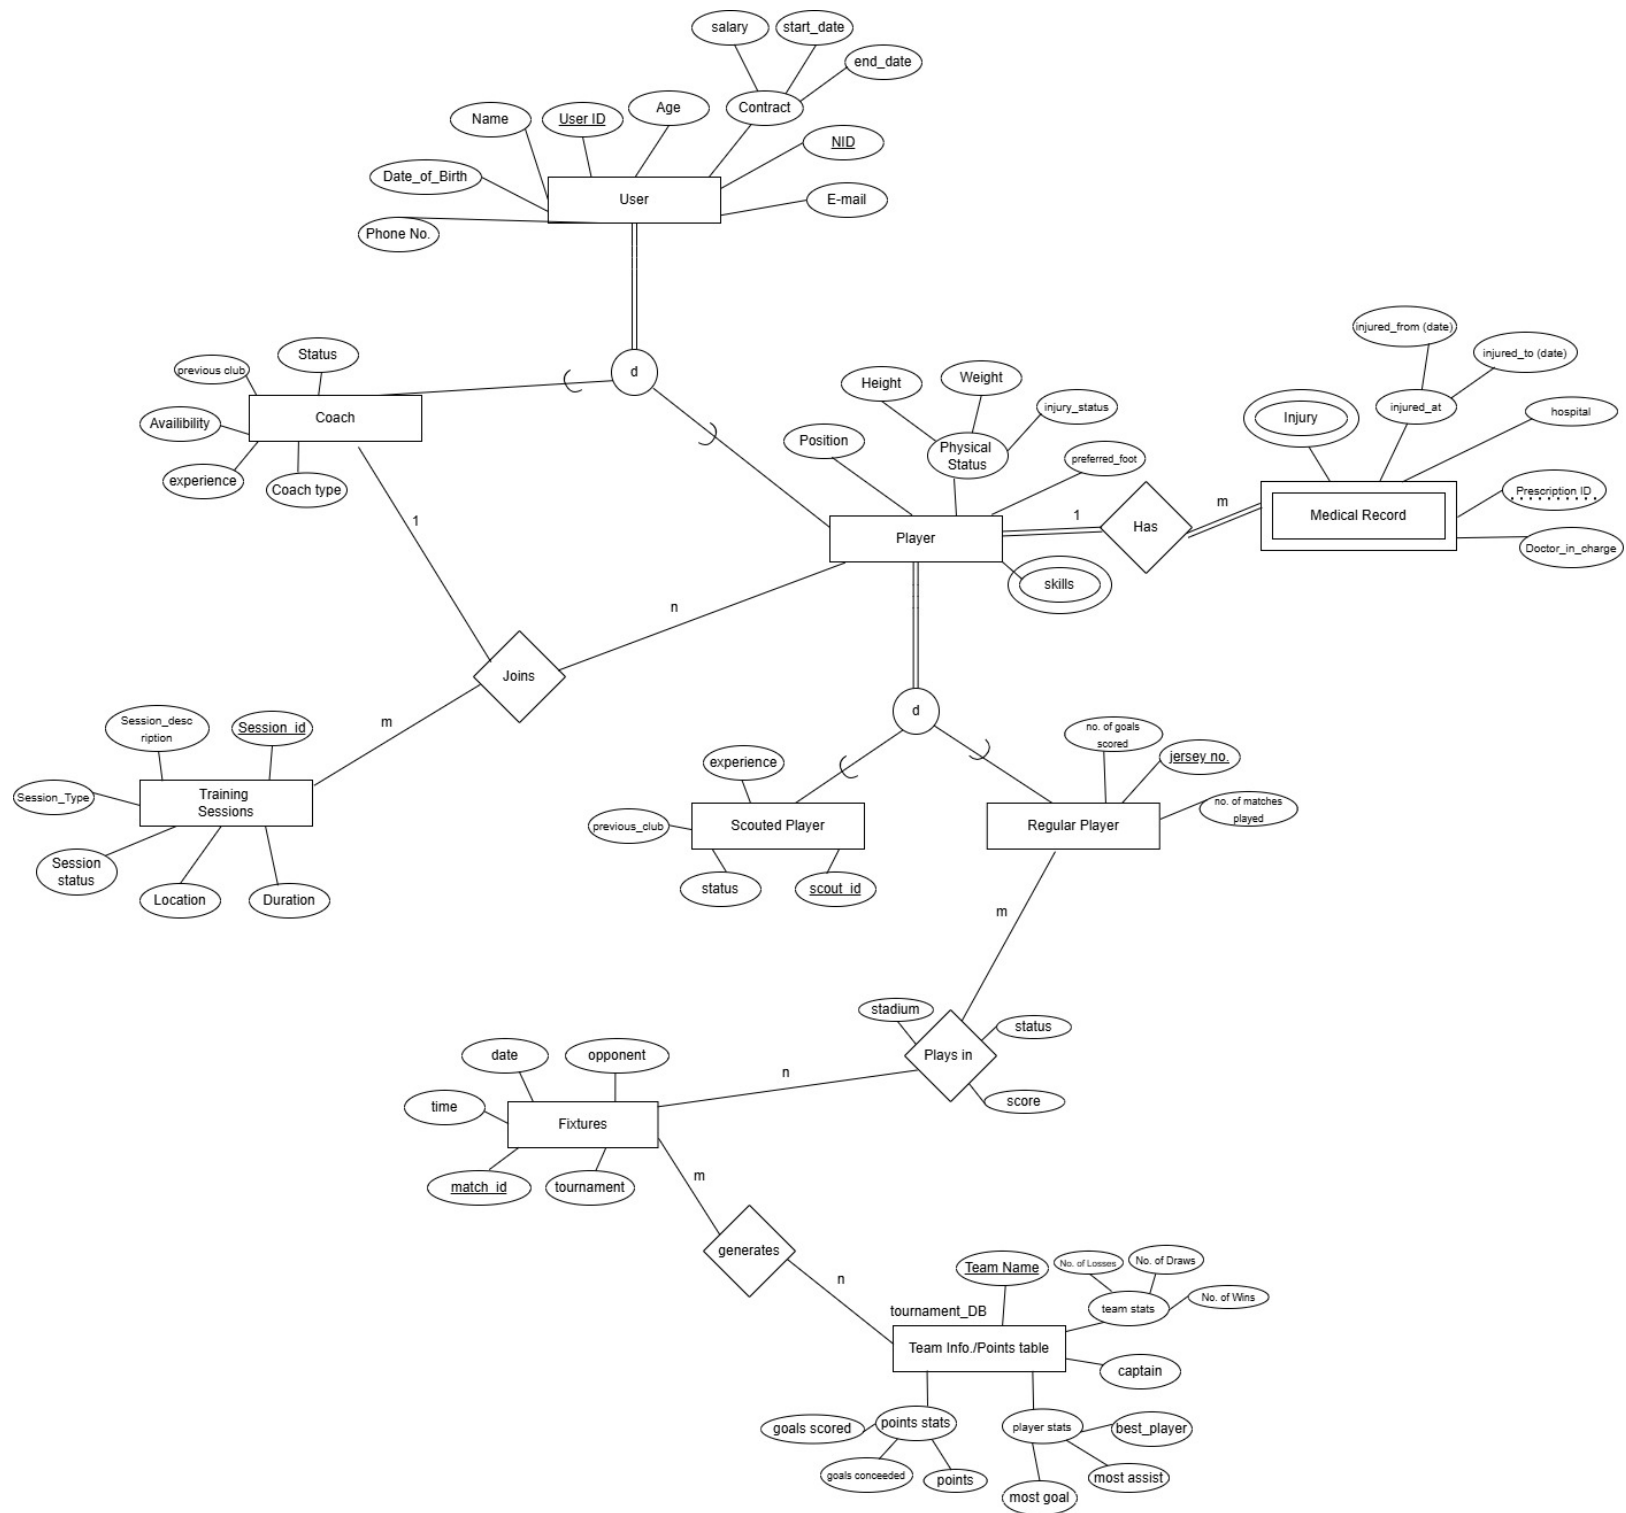 salary
start_date
end_date
Name
User ID
Age
Contract
NID
Date_of_Birth
User
E-mail
Phone No.
d
previous club
Status
Coach
Availibility
experience
Coach type
Height
Weight
injury_status
Position
Physical
Status
preferred_foot
injured_from (date)
injured_to (date)
Injury
injured_at
hospital
Prescription ID
Medical Record
Doctor_in_charge
Player
1
Has
m
skills
1
n
Joins
m
Session_desc
ription
Session_id
Session_Type
Training
Sessions
Session
status
Location
Duration
d
experience
previous_club
Scouted Player
status
scout_id
no. of goals
scored
jersey no.
no. of matches
played
Regular Player
m
stadium
status
Plays in
score
n
date
opponent
time
Fixtures
match_id
tournament
m
generates
n
Team Name
No. of Losses
No. of Draws
No. of Wins
team stats
tournament_DB
Team Info./Points table
captain
goals scored
points stats
goals conceeded
points
player stats
best_player
most assist
most goal